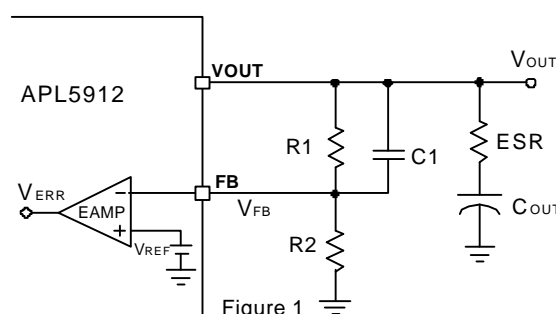 APL5912
VOUT
VOUT
R1
C1
ESR
FB
VERR
EAMP
VFB
VREF
R2
COUT
Figure 1